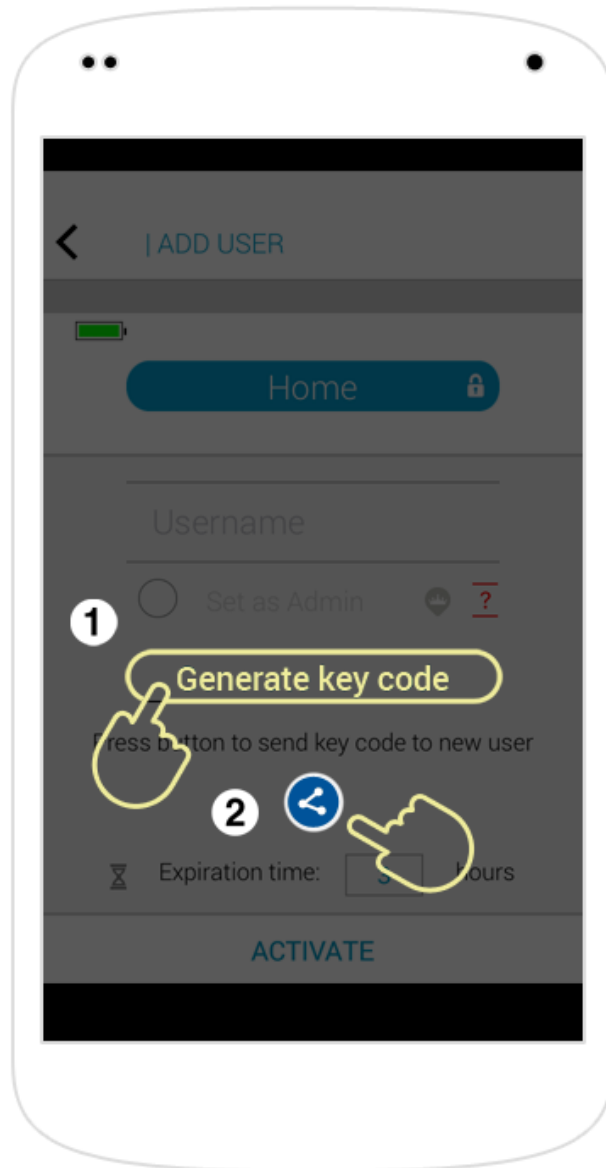 | ADD USER
Home
Username
Set as Admin ?
1
Generate key code
Press button to send key code to new user
2
Expiration time: hours
ACTIVATE